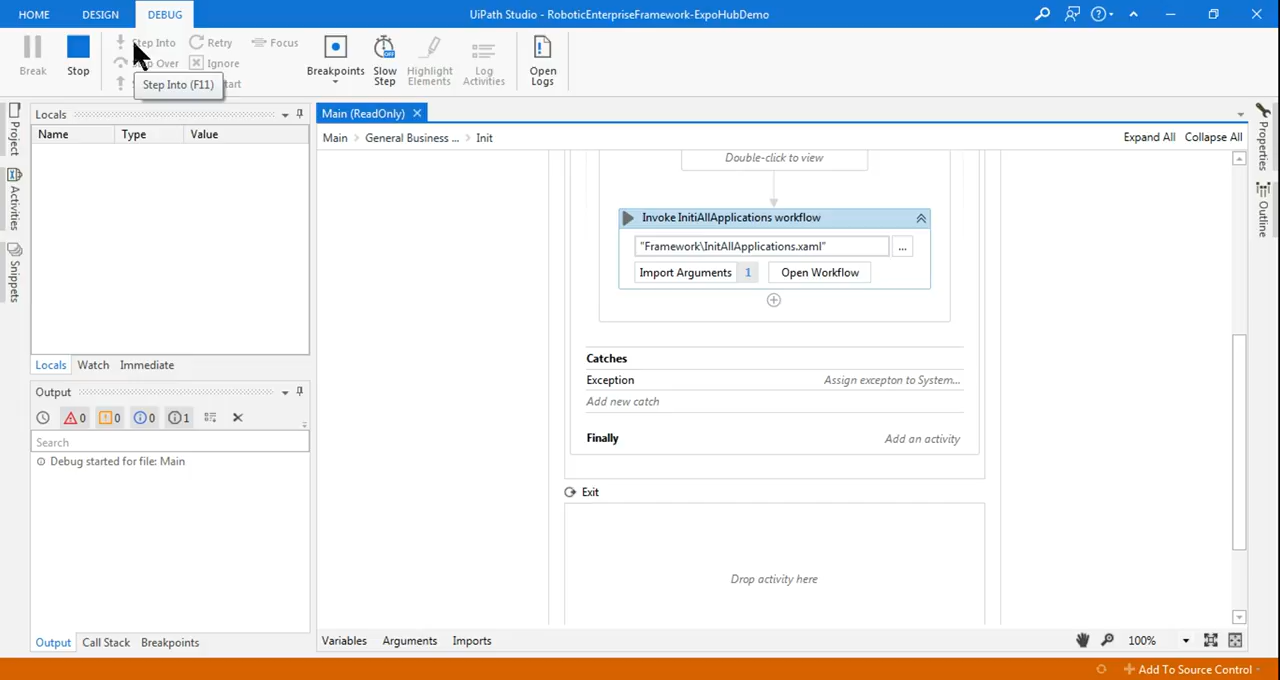 HOME DESIGN DEBUG UiPath Studio - RoboticEnterpriseFramework-ExpoHubDemo
Break Stop Step Into Retry Focus Breakpoints Slow Step Highlight Elements Log Activities Open Logs
Ignore
Step Into (F11)
Project
Activities
Snippets
Locals
Name Type Value
Locals Watch Immediate
Output
0 0 0 1
Search
Debug started for file: Main
Output Call Stack Breakpoints
Main (ReadOnly)
Main > General Business ... > Init
Expand All Collapse All
Double-click to view
Invoke InitiAllApplications workflow
"Framework\InitAllApplications.xaml" ...
Import Arguments 1 Open Workflow
Catches
Exception Assign excepton to System...
Add new catch
Finally Add an activity
Exit
Drop activity here
Variables Arguments Imports 100%
Properties
Outline
Add To Source Control